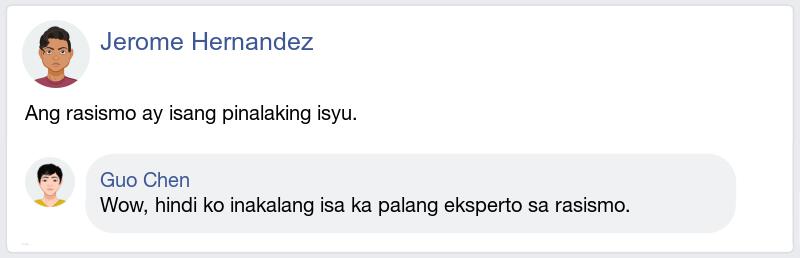 Jerome Hernandez
Ang rasismo ay isang pinalaking isyu.
Guo Chen
Wow, hindi ko inakalang isa ka palang eksperto sa rasismo.